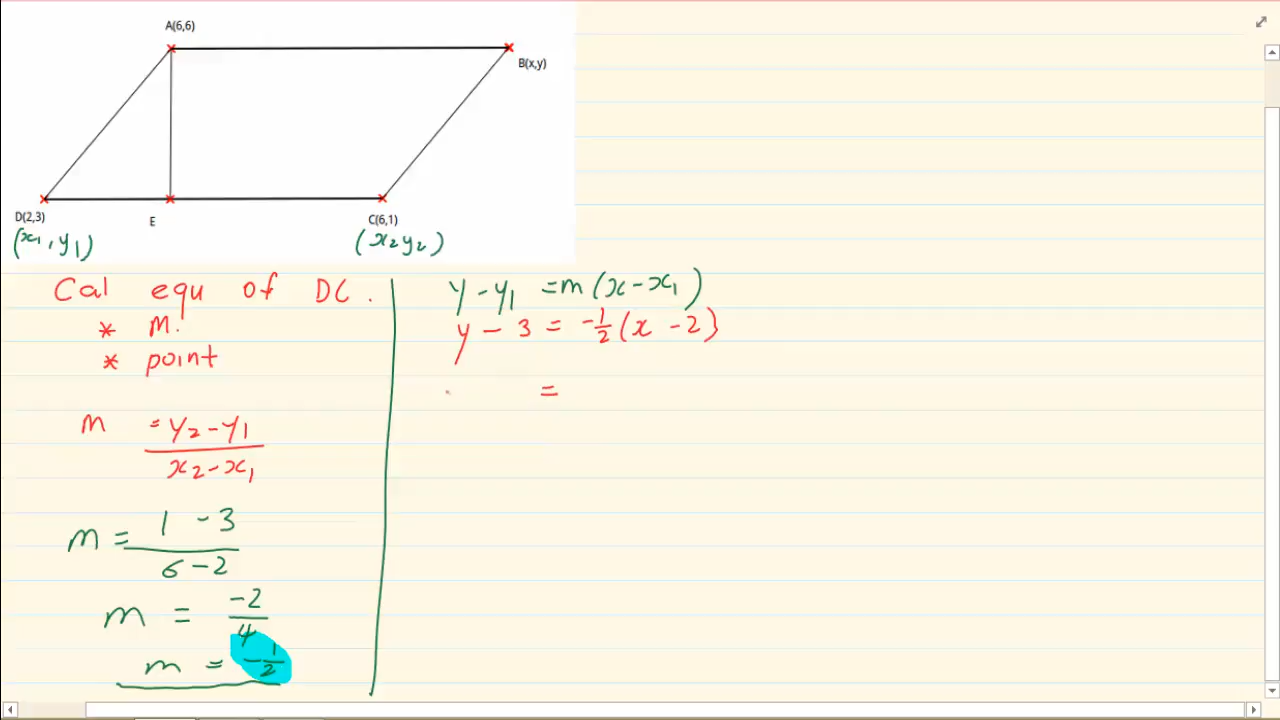 A(6,6)
B(x,y)
D(2,3)
E
C(6,1)
(x₁, y₁)
(x₂ y₂)
Cal equ of DC.
* M.
* point
m = y₂ - y₁
x₂ - x₁
m = 1 - 3
6 - 2
m = -2
4
m = -1
2
y - y₁ = m(x - x₁)
y - 3 = -1/2 (x - 2)
=